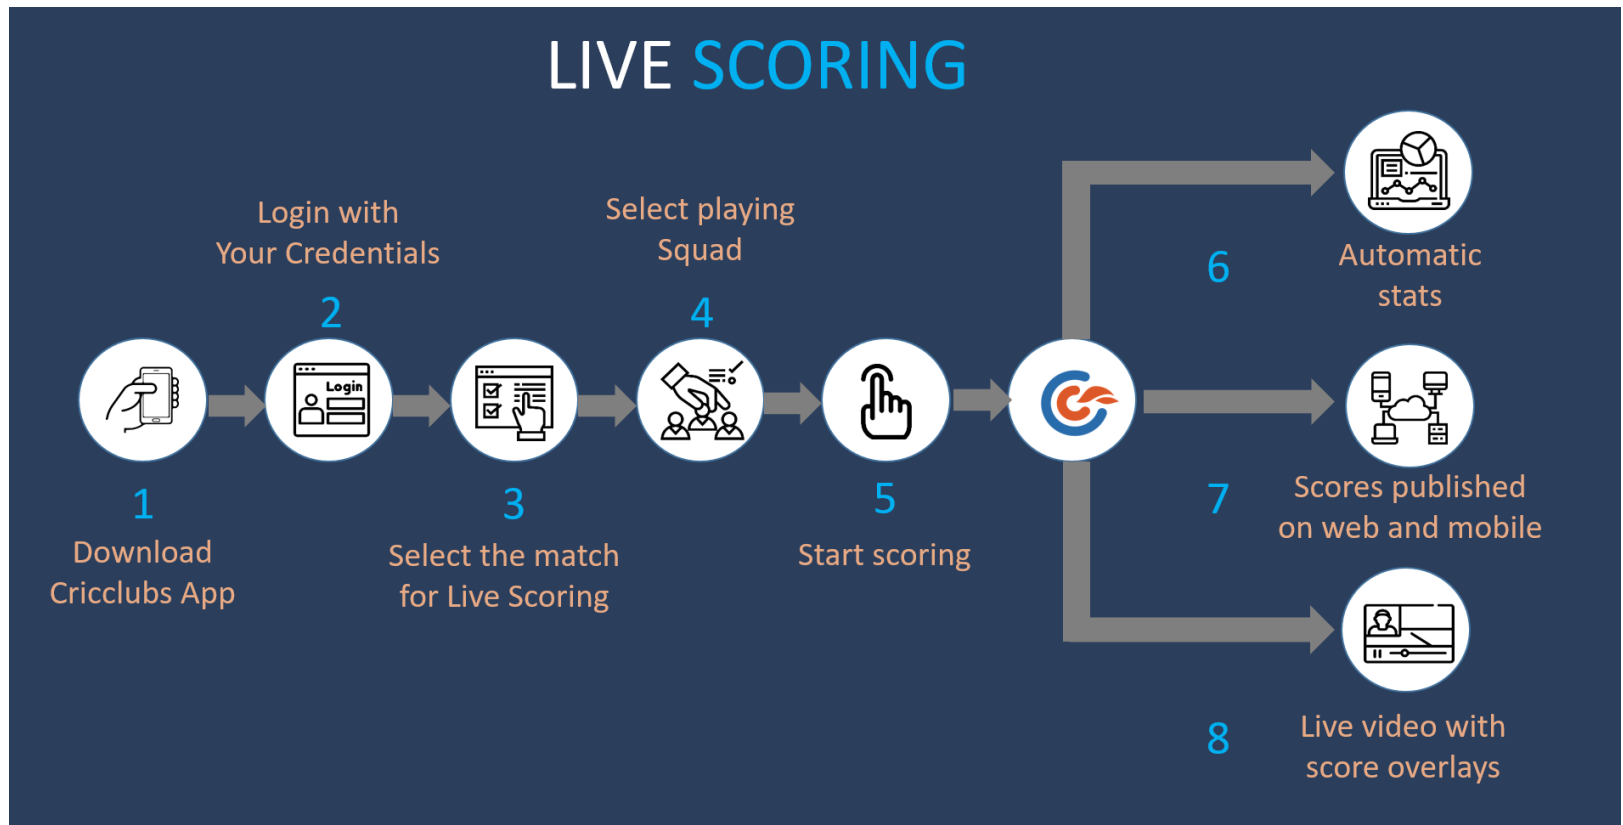 LIVE SCORING
1
Download
Cricclubs App
Login with
Your Credentials
2
Login
3
Select the match
for Live Scoring
Select playing
Squad
4
5
Start scoring
6
Automatic
stats
7
Scores published
on web and mobile
8
Live video with
score overlays